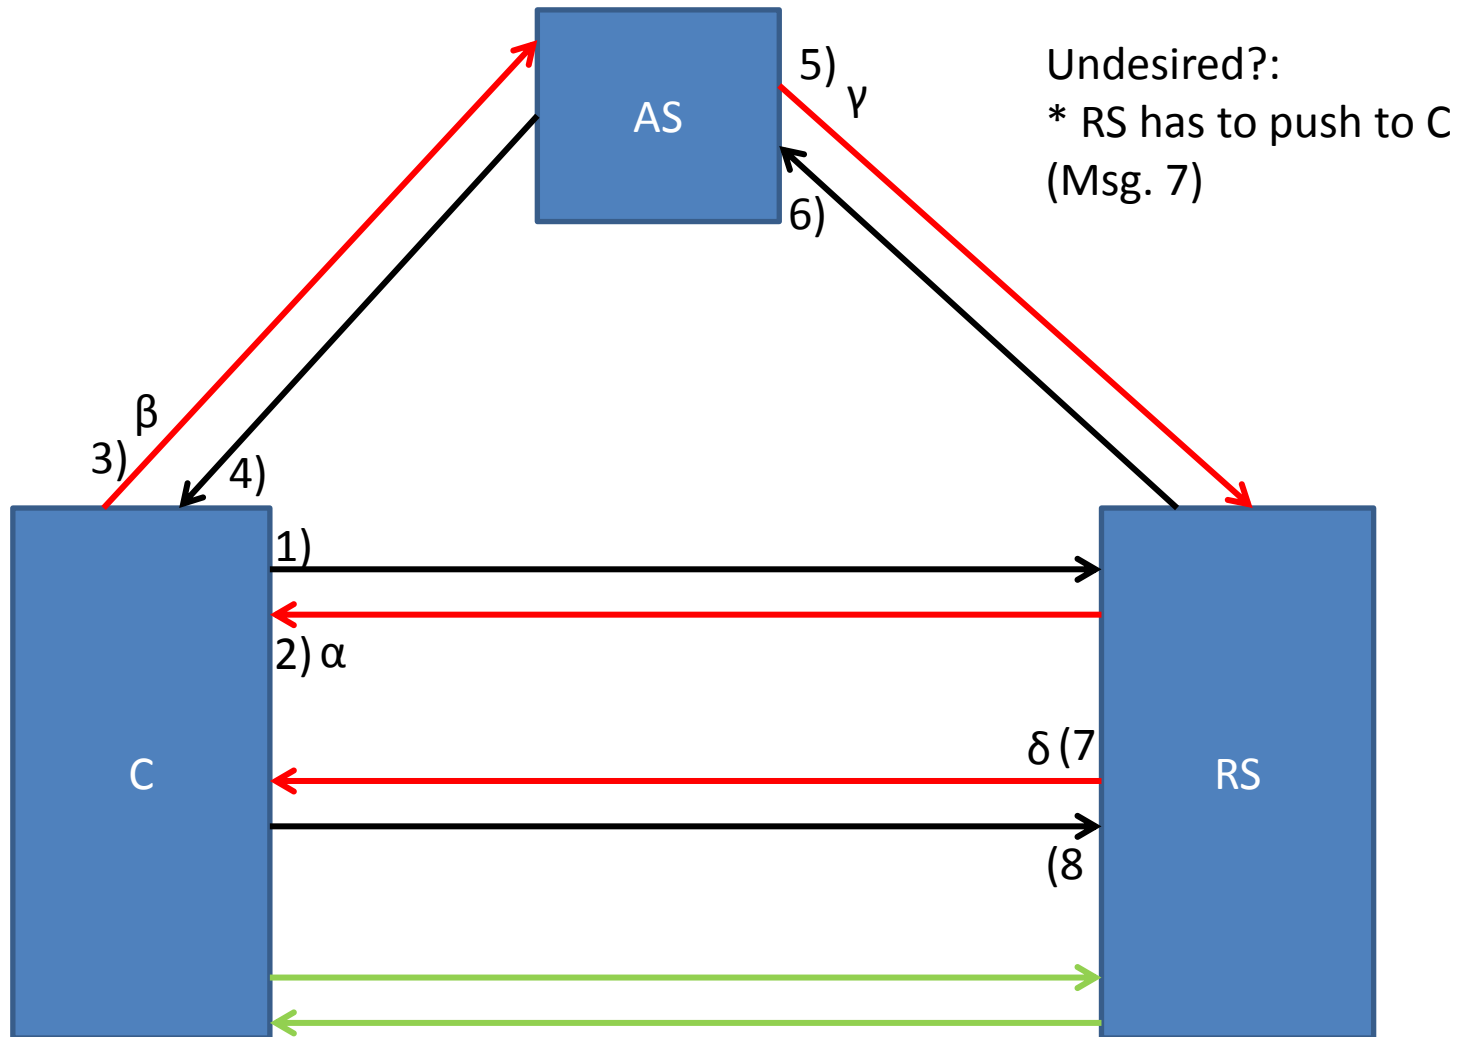 AS
5)
γ
6)
Undesired?:
* RS has to push to C
(Msg. 7)
β
3)
4)
1)
2) α
C
δ (7
RS
(8